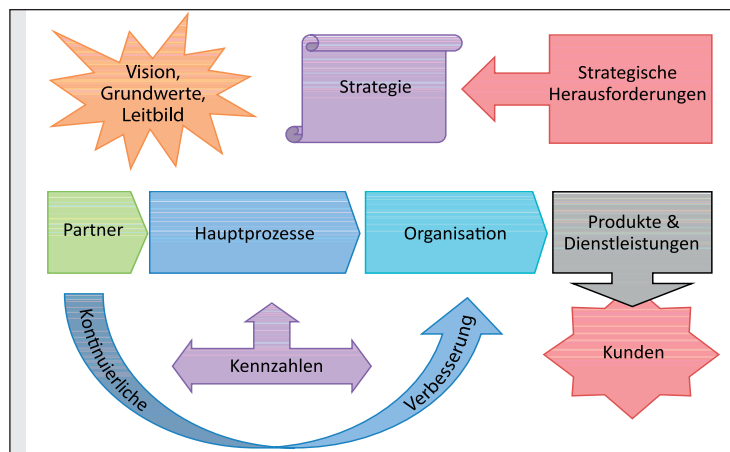 Vision,
Grundwerte,
Leitbild
Strategie
Strategische
Herausforderungen
Partner
Hauptprozesse
Organisation
Produkte &
Dienstleistungen
Kontinuierliche
Kennzahlen
Verbesserung
Kunden